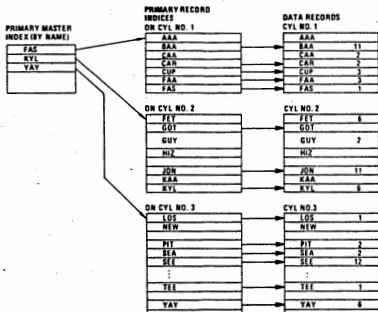 PRIMARY MASTER
INDEX (BY NAME)
FAS
KYL
YAY
PRIMARY RECORD
INDICES
ON CYL NO. 1
AAA
BAA
CAA
CAR
CUP
FAA
FAS
ON CYL NO. 2
FET
GOT
GUY
HIZ
JON
KAA
KYL
ON CYL NO. 3
LOS
NEW
PIT
SEA
SEE
:
TEE
YAY
DATA RECORDS
CYL NO. 1
AAA
BAA 11
CAA 2
CAR 2
CUP 3
FAA 3
FAS 1
CYL NO. 2
FET 6
GOT
GUY 2
HIZ
JON 11
KAA
KYL 6
CYL NO.3
LOS 1
NEW
PIT 2
SEA 2
SEE 12
:
TEE 1
YAY 6